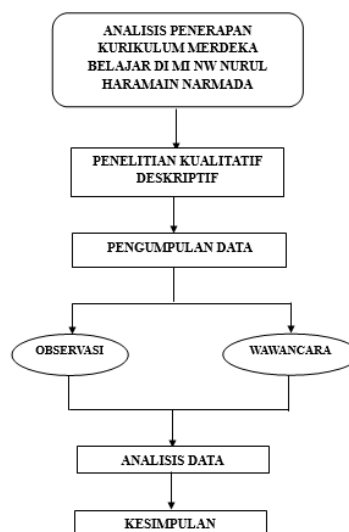 ANALISIS PENERAPAN
KURIKULUM MERDEKA
BELAJAR DI MI NW NURUL
HARAMAIN NARMADA
PENELITIAN KUALITATIF
DESKRIPTIF
PENGUMPULAN DATA
OBSERVASI
WAWANCARA
ANALISIS DATA
KESIMPULAN